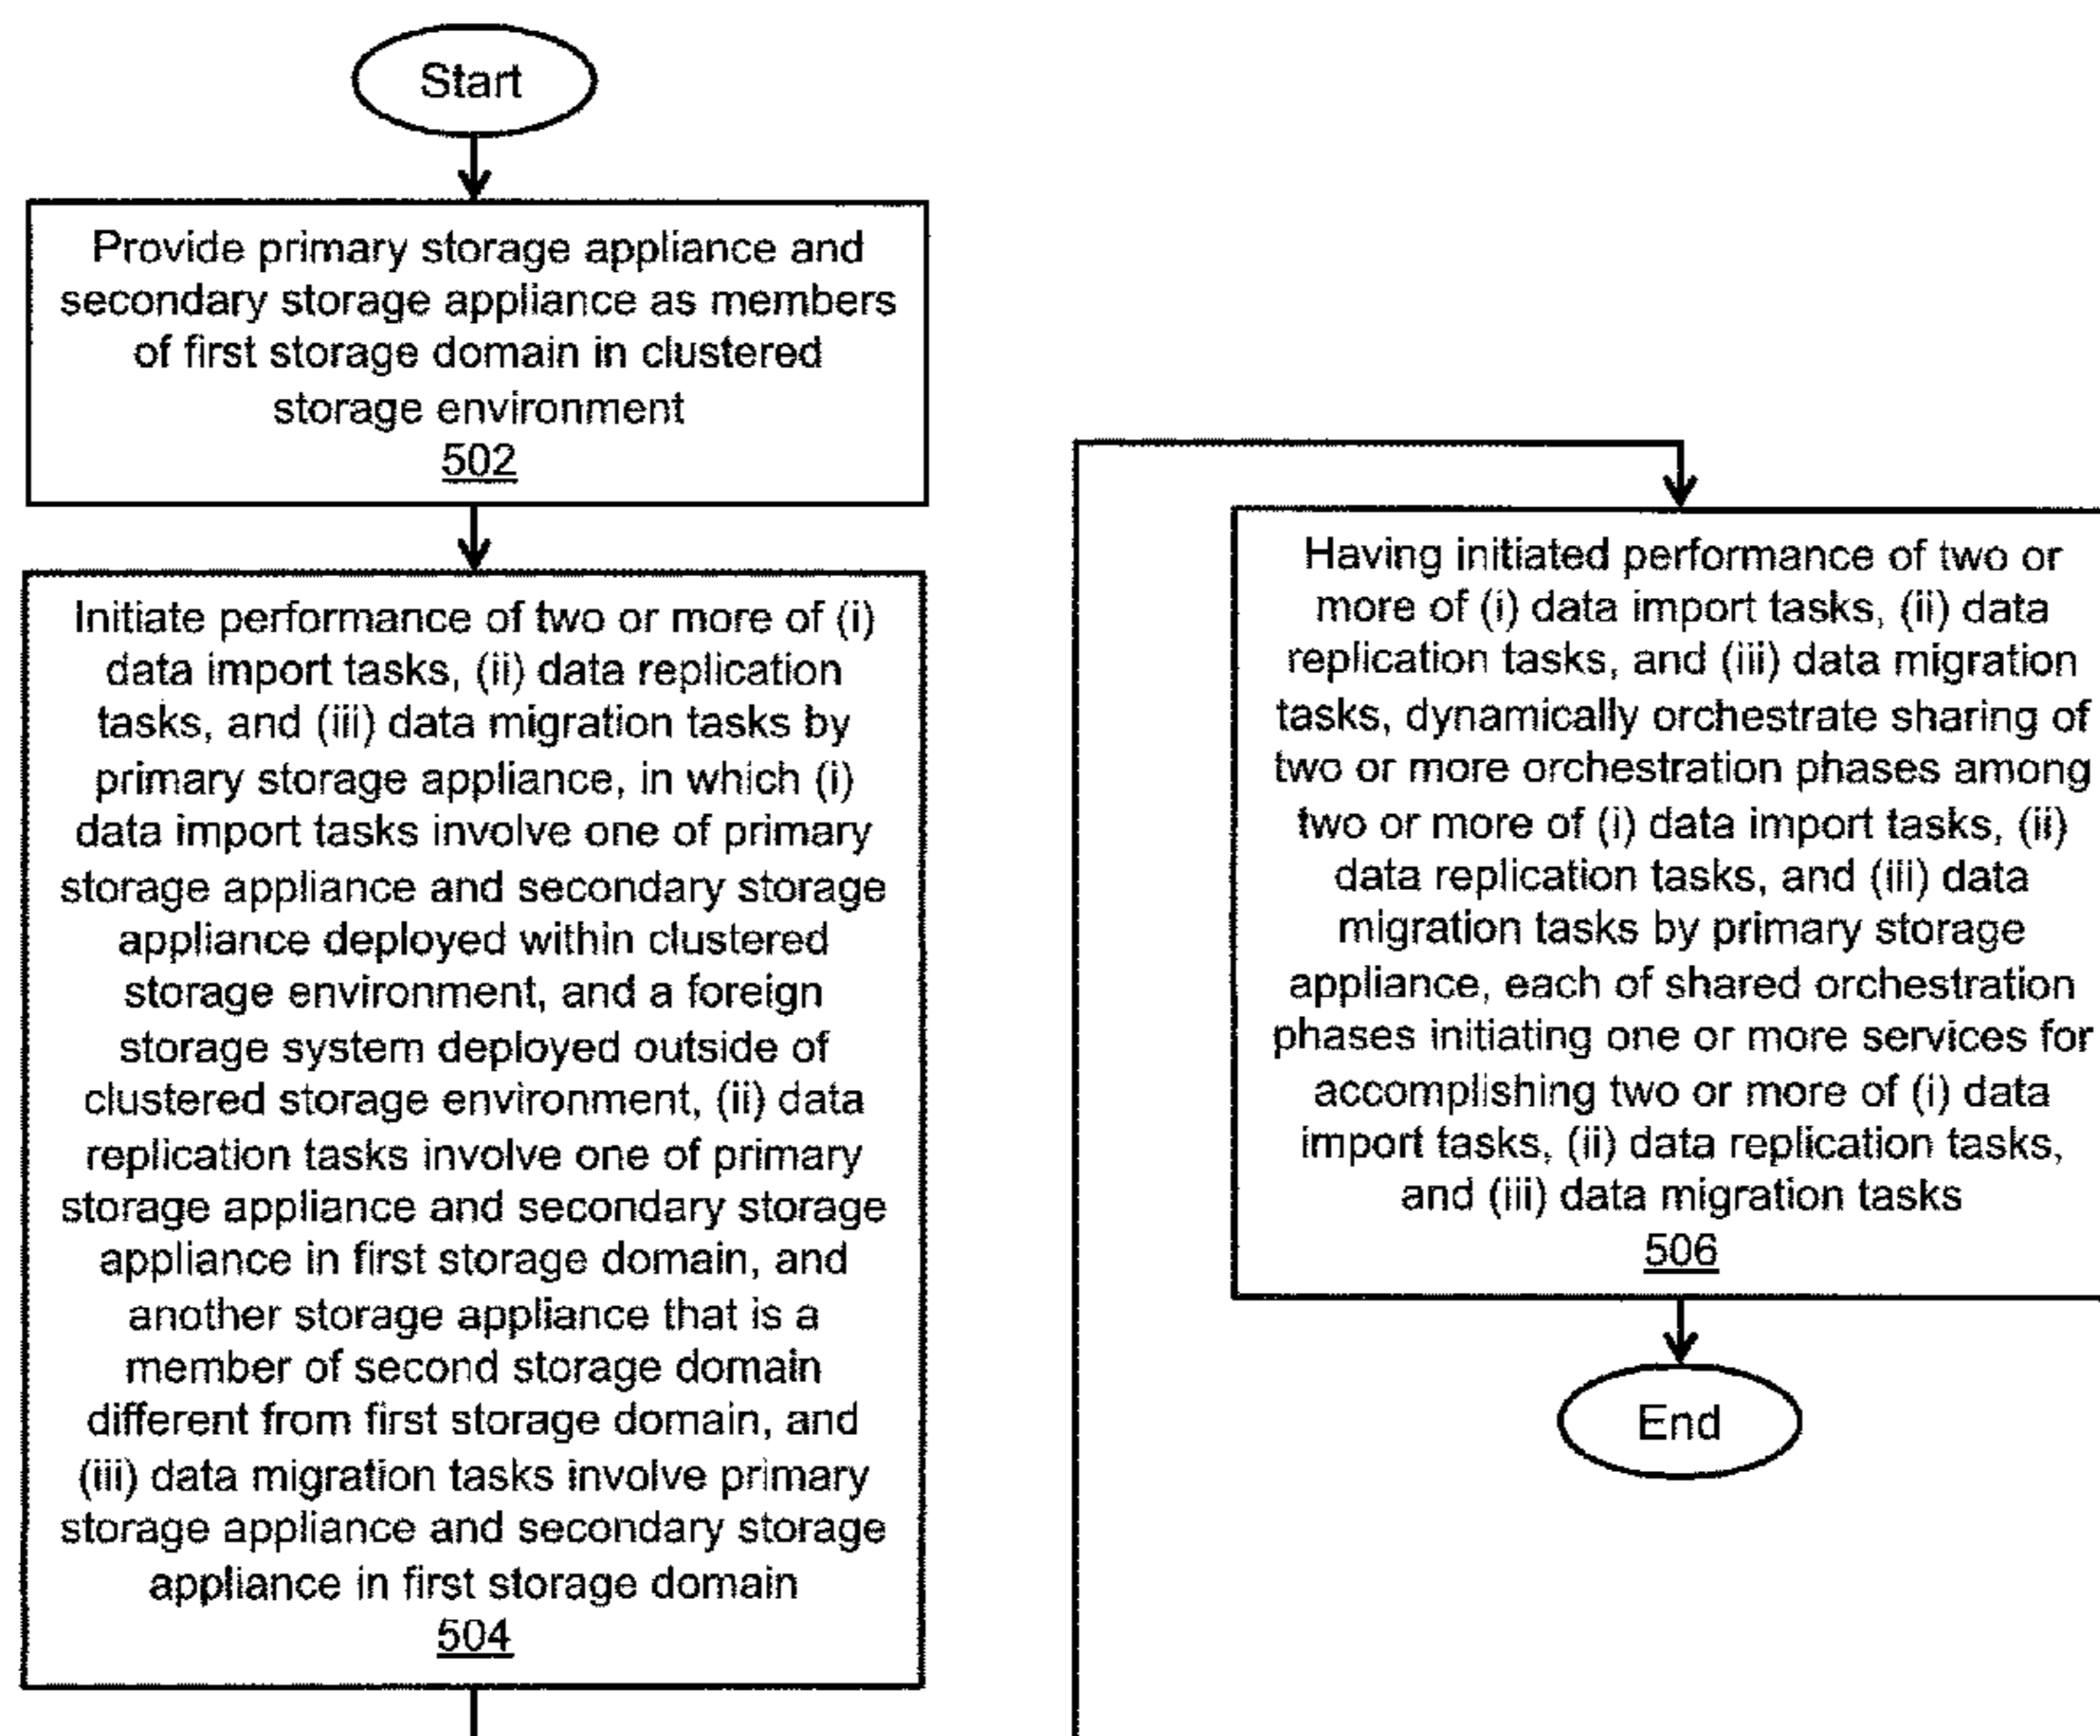 Start
Provide primary storage appliance and
secondary storage appliance as members
of first storage domain in clustered
storage environment
502
Initiate performance of two or more of (i)
data import tasks, (ii) data replication
tasks, and (iii) data migration tasks by
primary storage appliance, in which (i)
data import tasks involve one of primary
storage appliance and secondary storage
appliance deployed within clustered
storage environment, and a foreign
storage system deployed outside of
clustered storage environment, (ii) data
replication tasks involve one of primary
storage appliance and secondary storage
appliance in first storage domain, and
another storage appliance that is a
member of second storage domain
different from first storage domain, and
(iii) data migration tasks involve primary
storage appliance and secondary storage
appliance in first storage domain
504
Having initiated performance of two or
more of (i) data import tasks, (ii) data
replication tasks, and (iii) data migration
tasks, dynamically orchestrate sharing of
two or more orchestration phases among
two or more of (i) data import tasks, (ii)
data replication tasks, and (iii) data
migration tasks by primary storage
appliance, each of shared orchestration
phases initiating one or more services for
accomplishing two or more of (i) data
import tasks, (ii) data replication tasks,
and (iii) data migration tasks
506
End